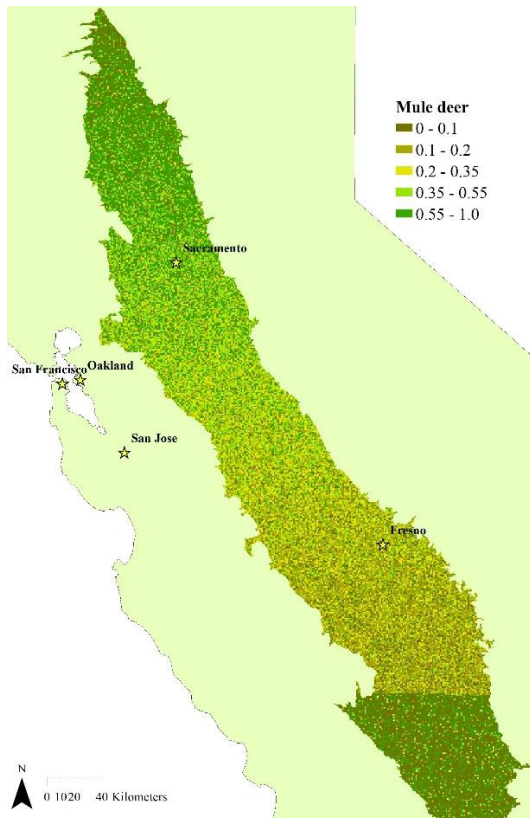 Mule deer
0 - 0.1
0.1 - 0.2
0.2 - 0.35
0.35 - 0.55
0.55 - 1.0
Sacramento
San Francisco
Oakland
San Jose
Fresno
N
0 1020 40 Kilometers